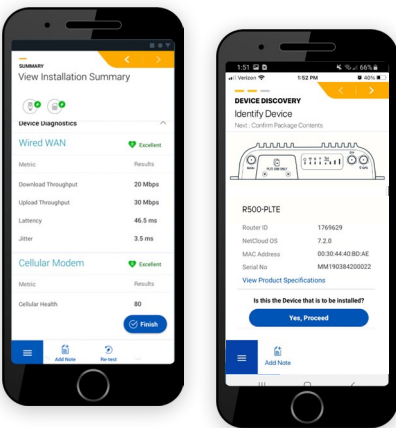 SUMMARY
View Installation Summary
Device Diagnostics
Wired WAN
Excellent
Metric
Results
Download Throughput
20 Mbps
Upload Throughput
30 Mbps
Lattency
46.5 ms
Jitter
3.5 ms
Cellular Modem
Excellent
Metric
Results
Cellular Health
80
Finish
Add Note
Re-test
1:51
66%
Verizon
1:52 PM
40%
DEVICE DISCOVERY
Identify Device
Next : Confirm Package Contents
R500-PLTE
Router ID
1769629
NetCloud OS
7.2.0
MAC Address
00:30:44:40:BD:AE
Serial No
MM190384200022
View Product Specifications
Is this the Device that is to be installed?
Yes, Proceed
Add Note